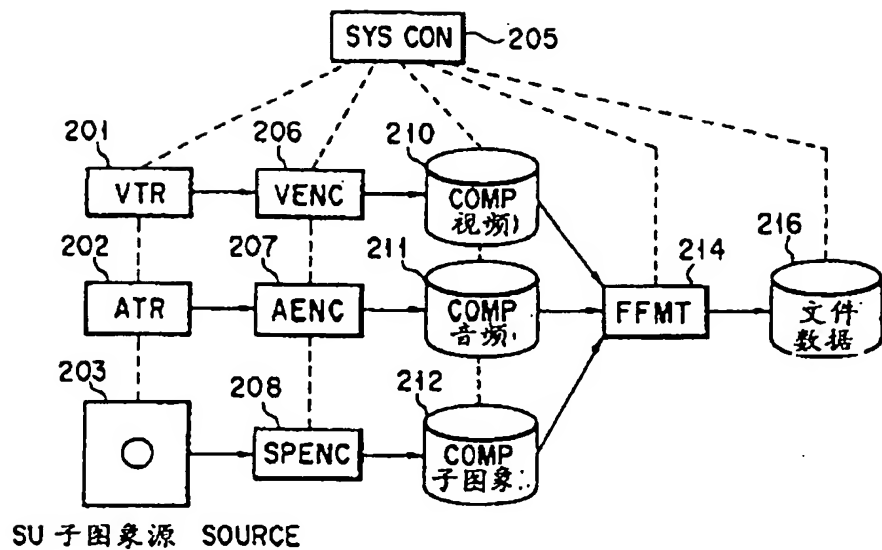 SYS CON
205
201
206
210
VTR
VENC
COMP
视频
202
207
211
214
216
ATR
AENC
COMP
音频
FFMT
文件
数据
203
208
212
SPENC
COMP
子图象
SU 子图象源 SOURCE